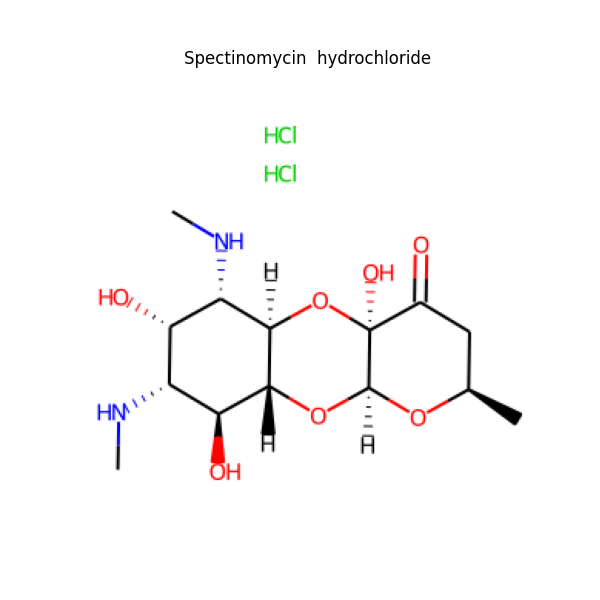 Spectinomycin  hydrochloride
HCl
HCl
NH
H
O
OH
HO
O
HN
O
O
H
H
OH